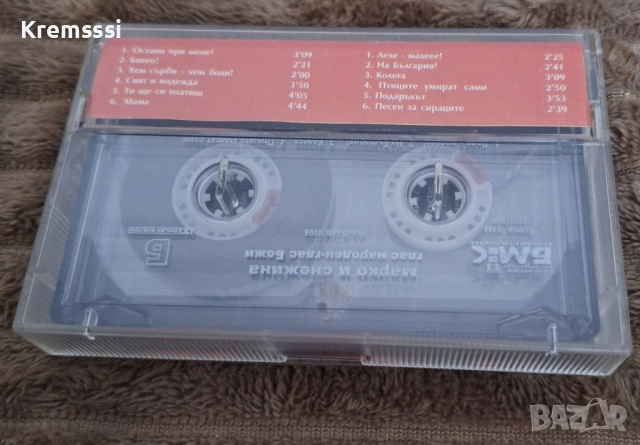 Kremsssi
1. Остани при мене! 3'09
2. Бинго! 2'21
3. Хем сърби - хем боли! 2'00
4. Свят и надежда 3'50
5. Ти ще си платиш 4'05
6. Мама 4'44
1. Леле - малеее! 2'25
2. На България! 2'41
3. Колега 3'09
4. Птиците умират сами 2'50
5. Подаръкът 3'53
6. Песен за сираците 2'39
Б
БМК
марко и снежина
глас народен-глас Божи
BAZAR